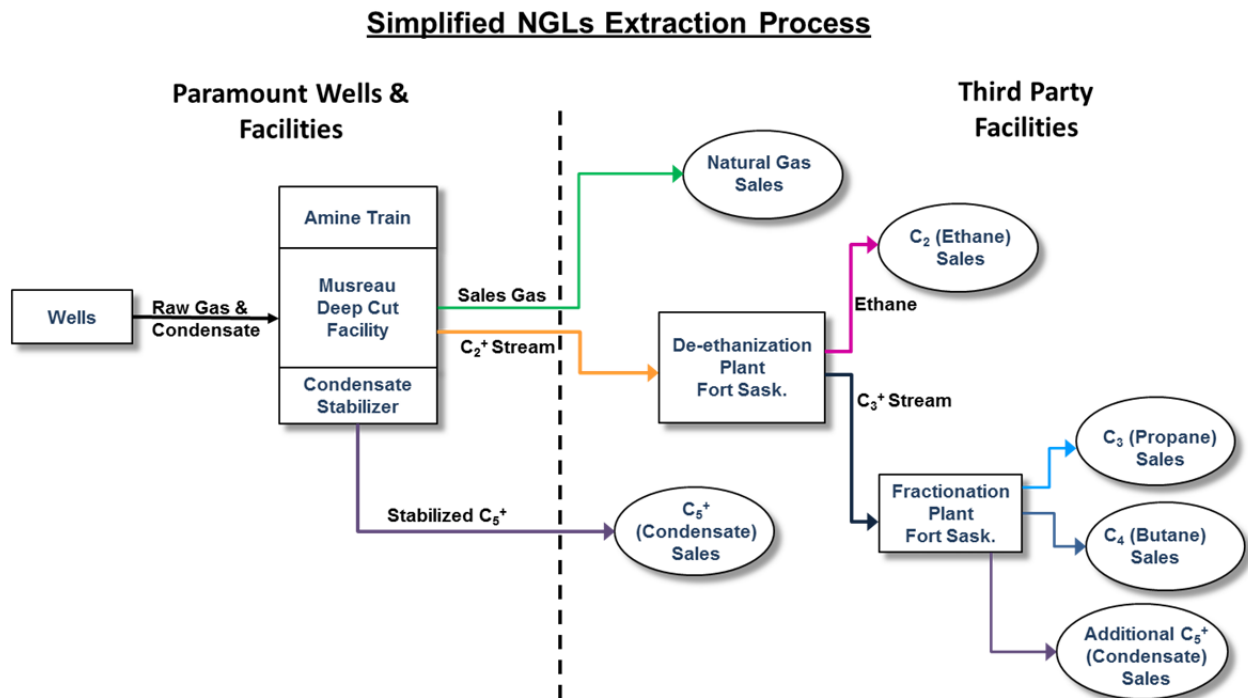 Simplified NGLs Extraction Process
Paramount Wells &
Facilities
Third Party
Facilities
Natural Gas
Sales
Amine Train
C₂ (Ethane)
Sales
Musreau
Deep Cut
Facility
Wells
Raw Gas &
Condensate
Sales Gas
C₂⁺ Stream
Ethane
De-ethanization
Plant
Fort Sask.
Condensate
Stabilizer
C₃⁺ Stream
C₃ (Propane)
Sales
Fractionation
Plant
Fort Sask.
Stabilized C₅⁺
C₅⁺
(Condensate)
Sales
C₄ (Butane)
Sales
Additional C₅⁺
(Condensate)
Sales